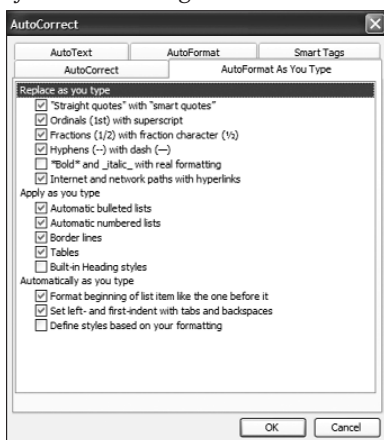 AutoCorrect
AutoText AutoFormat Smart Tags
AutoCorrect AutoFormat As You Type
Replace as you type
"Straight quotes" with “smart quotes”
Ordinals (1st) with superscript
Fractions (1/2) with fraction character (½)
Hyphens (--) with dash (—)
*Bold* and _italic_ with real formatting
Internet and network paths with hyperlinks
Apply as you type
Automatic bulleted lists
Automatic numbered lists
Border lines
Tables
Built-in Heading styles
Automatically as you type
Format beginning of list item like the one before it
Set left- and first-indent with tabs and backspaces
Define styles based on your formatting
OK Cancel